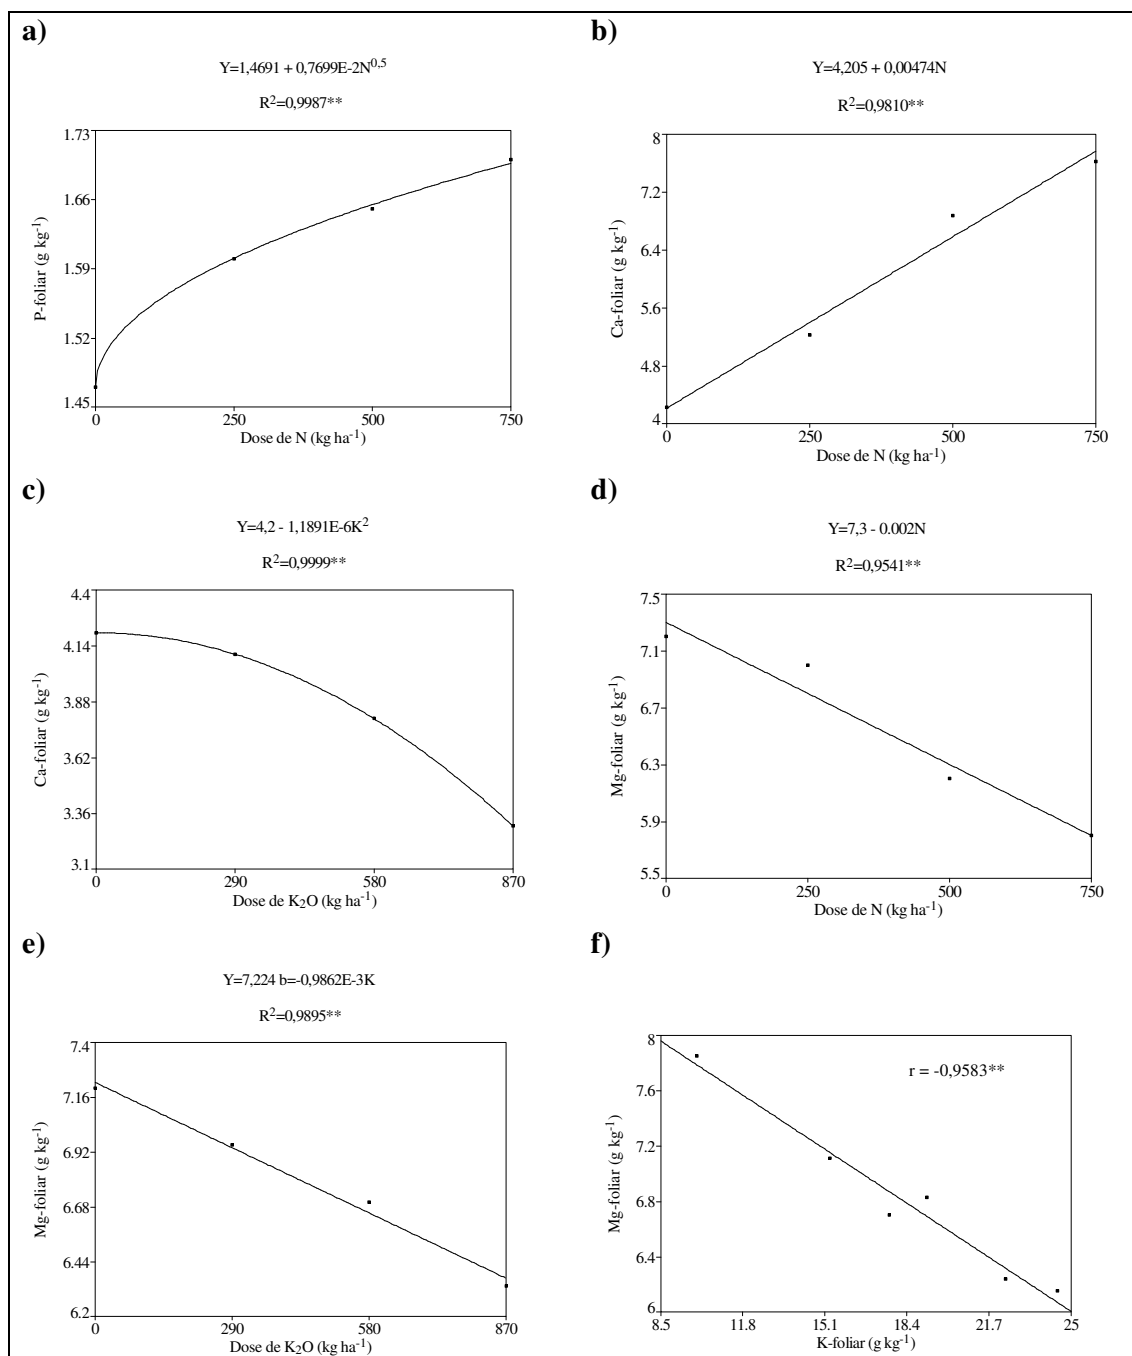 a)
Y=1,4691 + 0,7699E-2N^0,5
R^2=0,9987**
1.73
1.66
1.59
1.52
1.45
P-foliar (g kg^-1)
0 250 500 750
Dose de N (kg ha^-1)
b)
Y=4,205 + 0,00474N
R^2=0,9810**
8
7.2
6.4
5.6
4.8
4
Ca-foliar (g kg^-1)
0 250 500 750
Dose de N (kg ha^-1)
c)
Y=4,2 - 1,1891E-6K^2
R^2=0,9999**
4.4
4.14
3.88
3.62
3.36
3.1
Ca-foliar (g kg^-1)
0 290 580 870
Dose de K₂O (kg ha^-1)
d)
Y=7,3 - 0.002N
R^2=0,9541**
7.5
7.1
6.7
6.3
5.9
5.5
Mg-foliar (g kg^-1)
0 250 500 750
Dose de N (kg ha^-1)
e)
Y=7,224 b=-0,9862E-3K
R^2=0,9895**
7.4
7.16
6.92
6.68
6.44
6.2
Mg-foliar (g kg^-1)
0 290 580 870
Dose de K₂O (kg ha^-1)
f)
r = -0,9583**
8
7.6
7.2
6.8
6.4
6
Mg-foliar (g kg^-1)
8.5 11.8 15.1 18.4 21.7 25
K-foliar (g kg^-1)